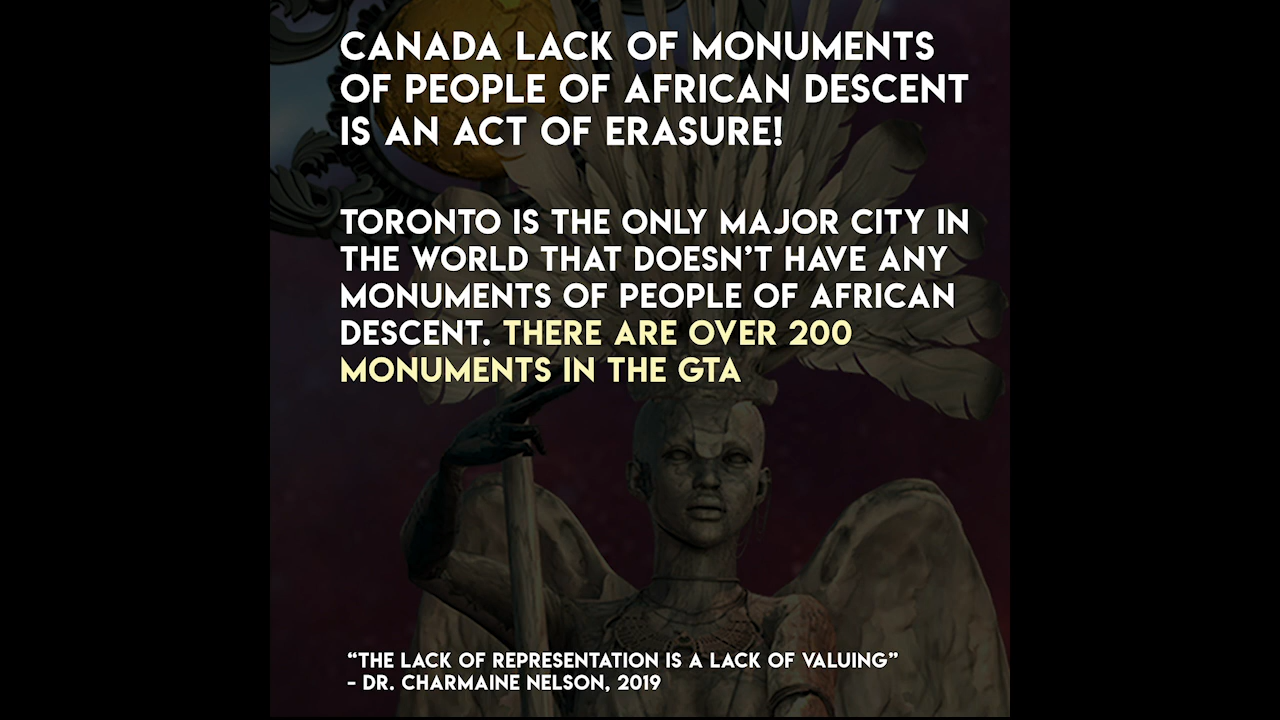 CANADA LACK OF MONUMENTS
OF PEOPLE OF AFRICAN DESCENT
IS AN ACT OF ERASURE!
TORONTO IS THE ONLY MAJOR CITY IN
THE WORLD THAT DOESN'T HAVE ANY
MONUMENTS OF PEOPLE OF AFRICAN
DESCENT. THERE ARE OVER 200
MONUMENTS IN THE GTA
“THE LACK OF REPRESENTATION IS A LACK OF VALUING”
- DR. CHARMAINE NELSON, 2019